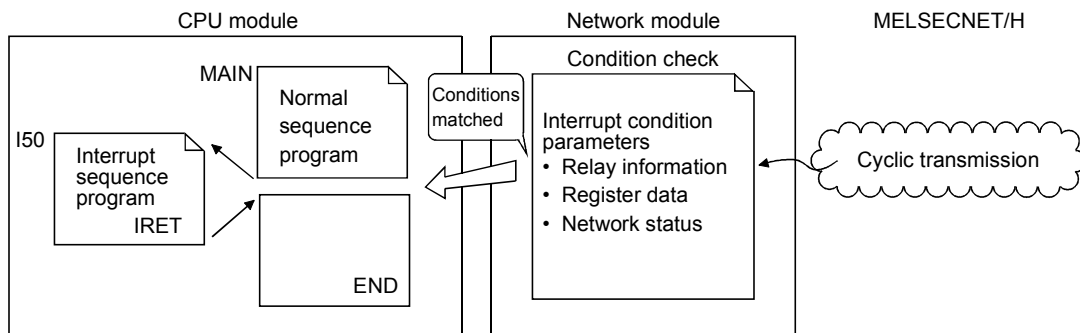 CPU module
Network module
MELSECNET/H
MAIN
Normal
sequence
program
I50
Interrupt
sequence
program
IRET
END
Conditions
matched
Condition check
Interrupt condition
parameters
• Relay information
• Register data
• Network status
Cyclic transmission